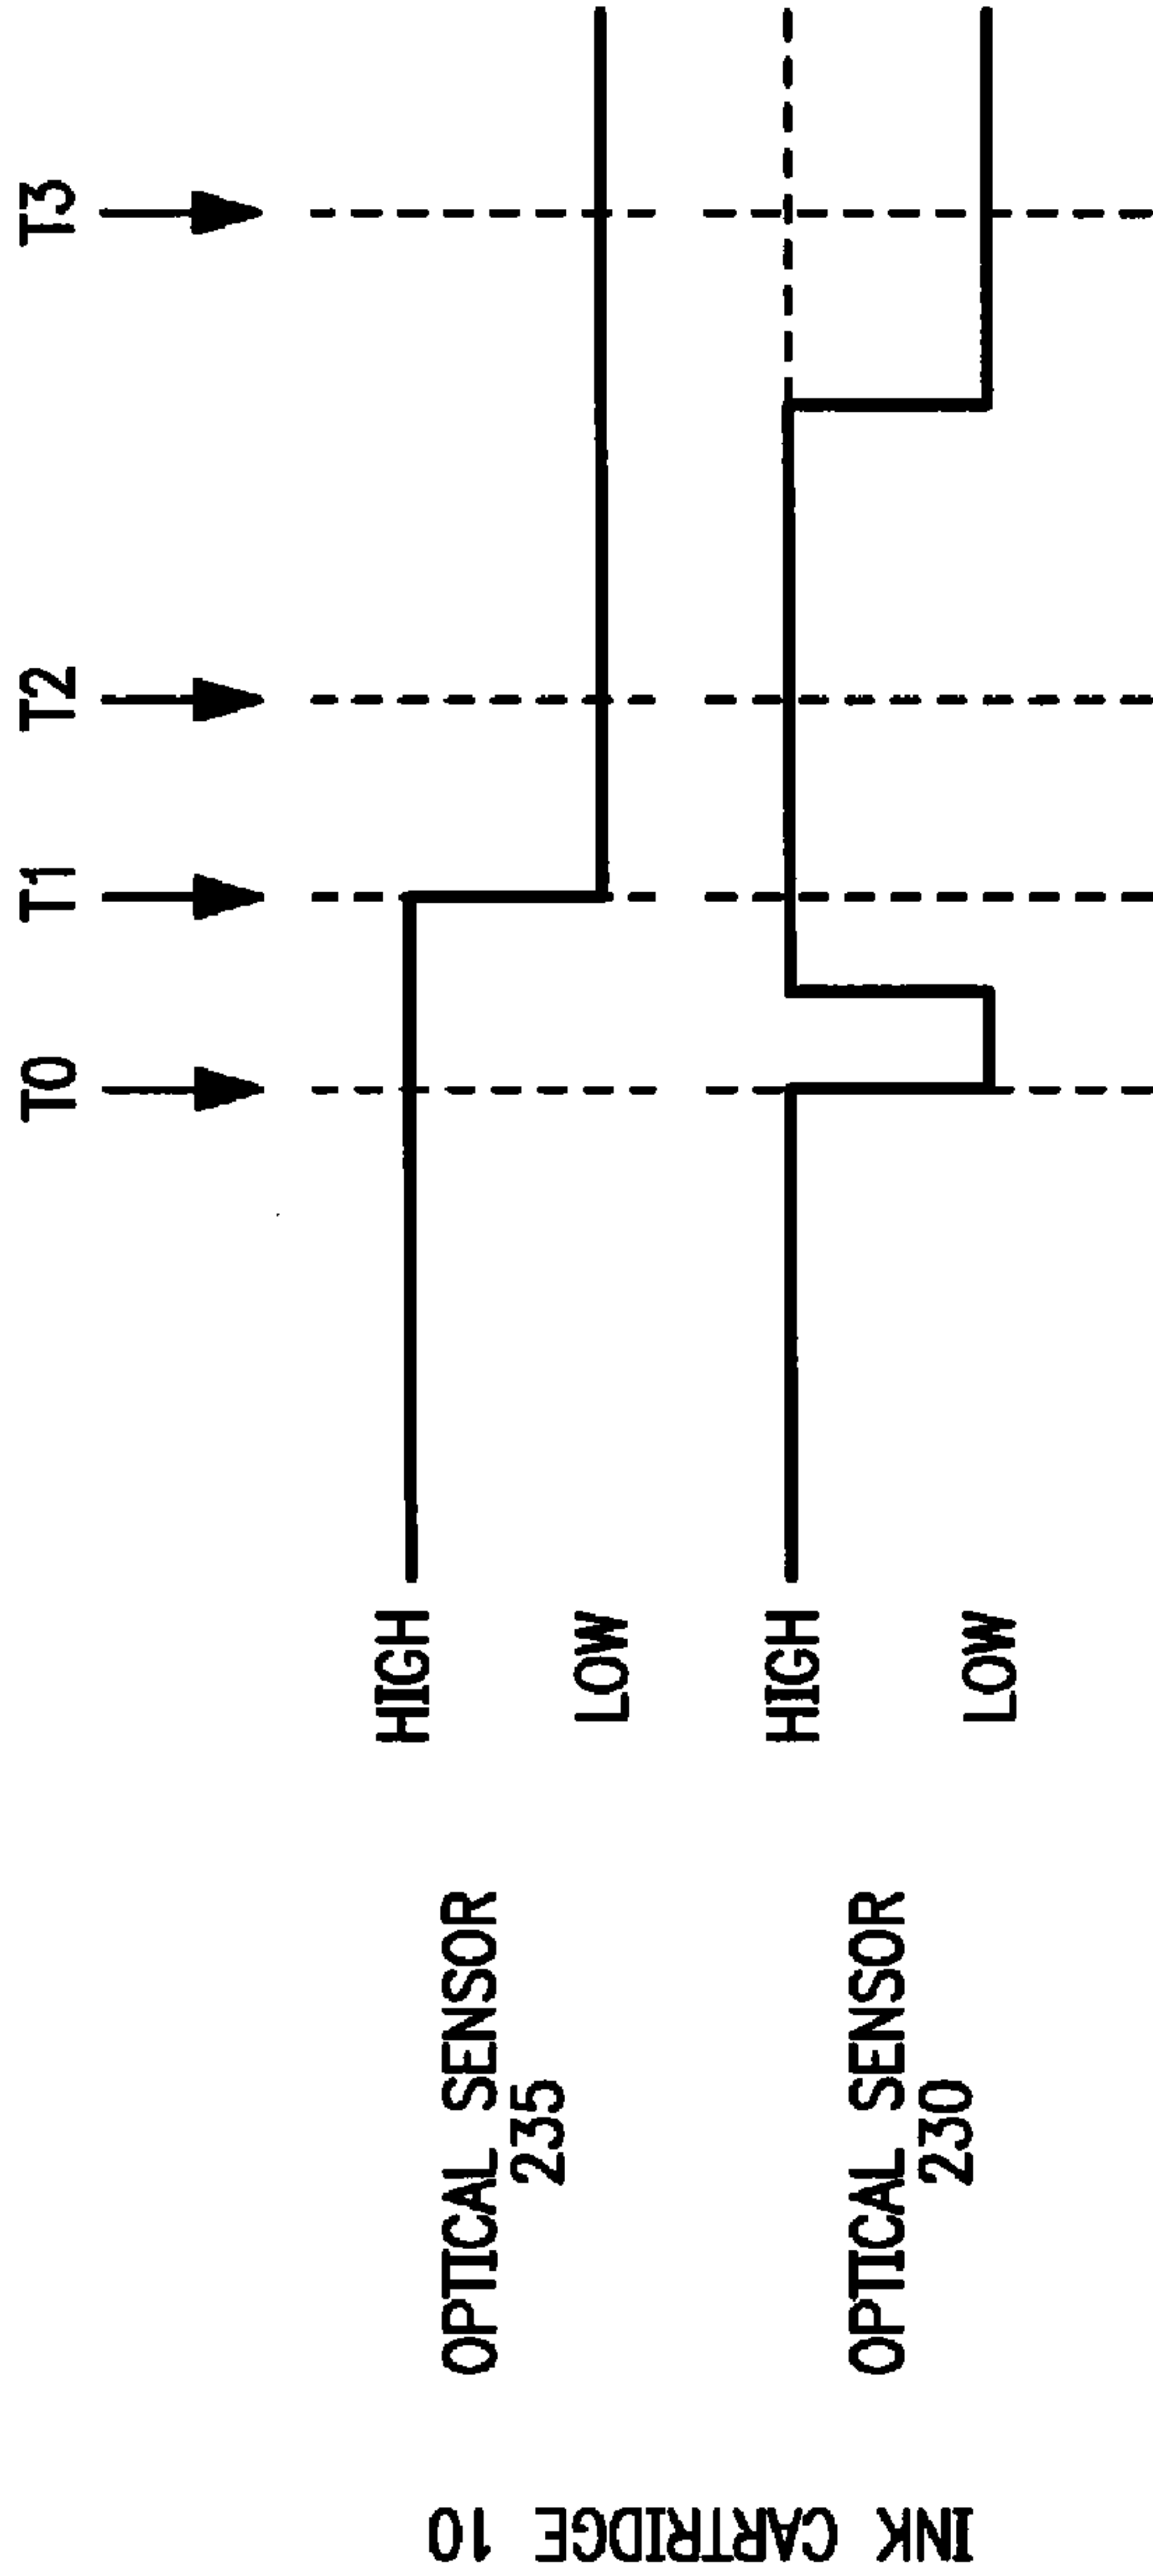 T0 T1 T2 T3
HIGH
OPTICAL SENSOR
235
LOW
HIGH
OPTICAL SENSOR
230
LOW
INK CARTRIDGE 10